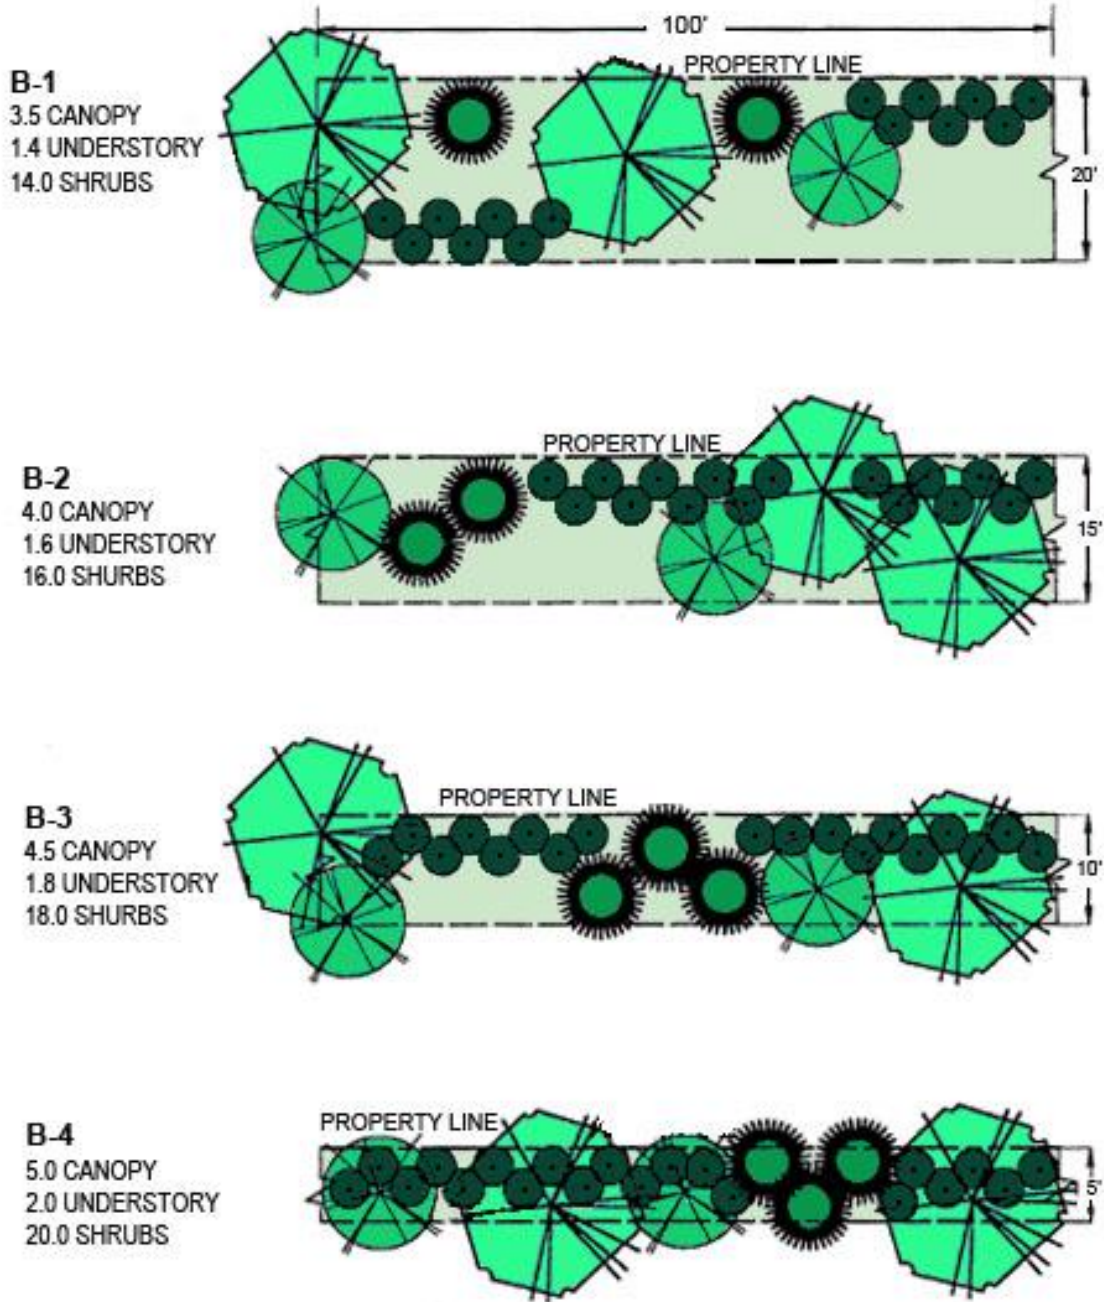 100'
PROPERTY LINE
B-1
3.5 CANOPY
1.4 UNDERSTORY
14.0 SHRUBS
20'
PROPERTY LINE
B-2
4.0 CANOPY
1.6 UNDERSTORY
16.0 SHURBS
15'
PROPERTY LINE
B-3
4.5 CANOPY
1.8 UNDERSTORY
18.0 SHURBS
10'
PROPERTY LINE
B-4
5.0 CANOPY
2.0 UNDERSTORY
20.0 SHRUBS
5'